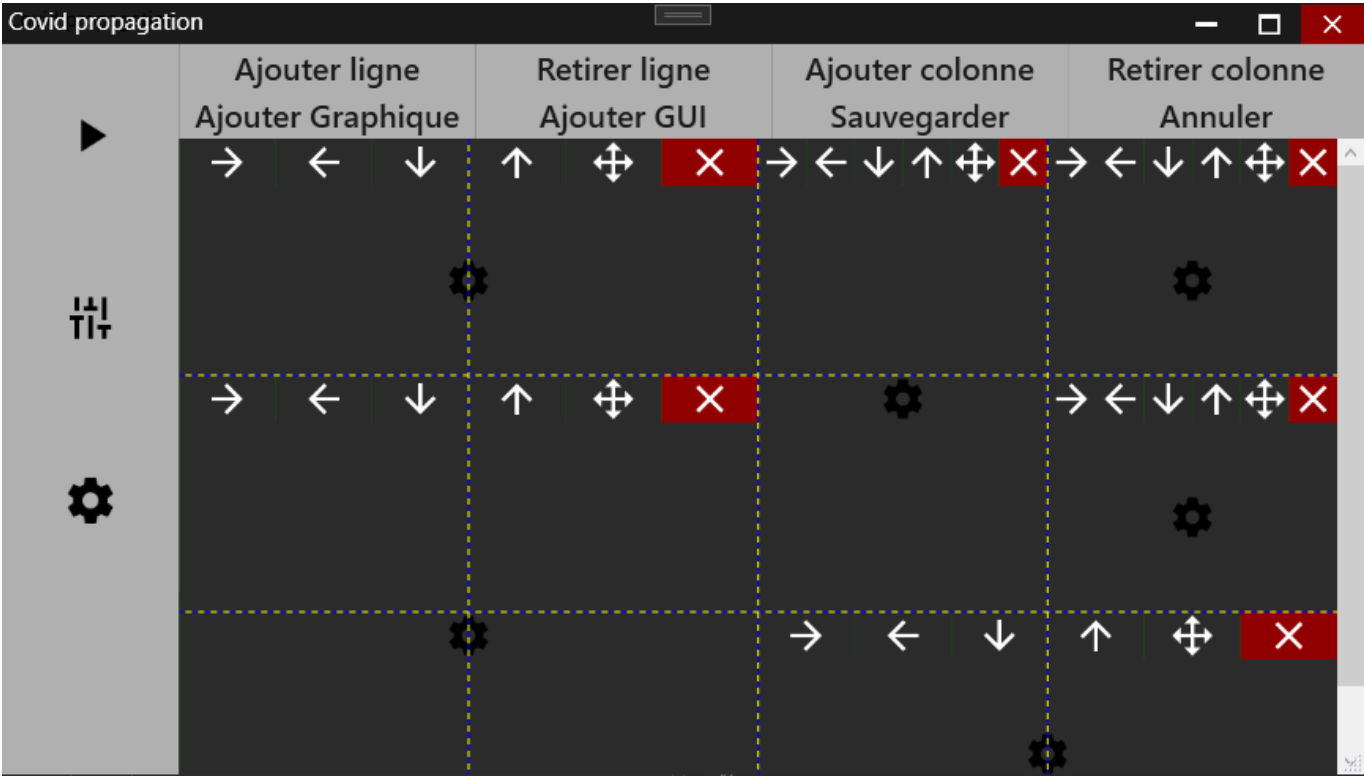 Covid propagation
Ajouter ligne Retirer ligne Ajouter colonne Retirer colonne
Ajouter Graphique Ajouter GUI Sauvegarder Annuler